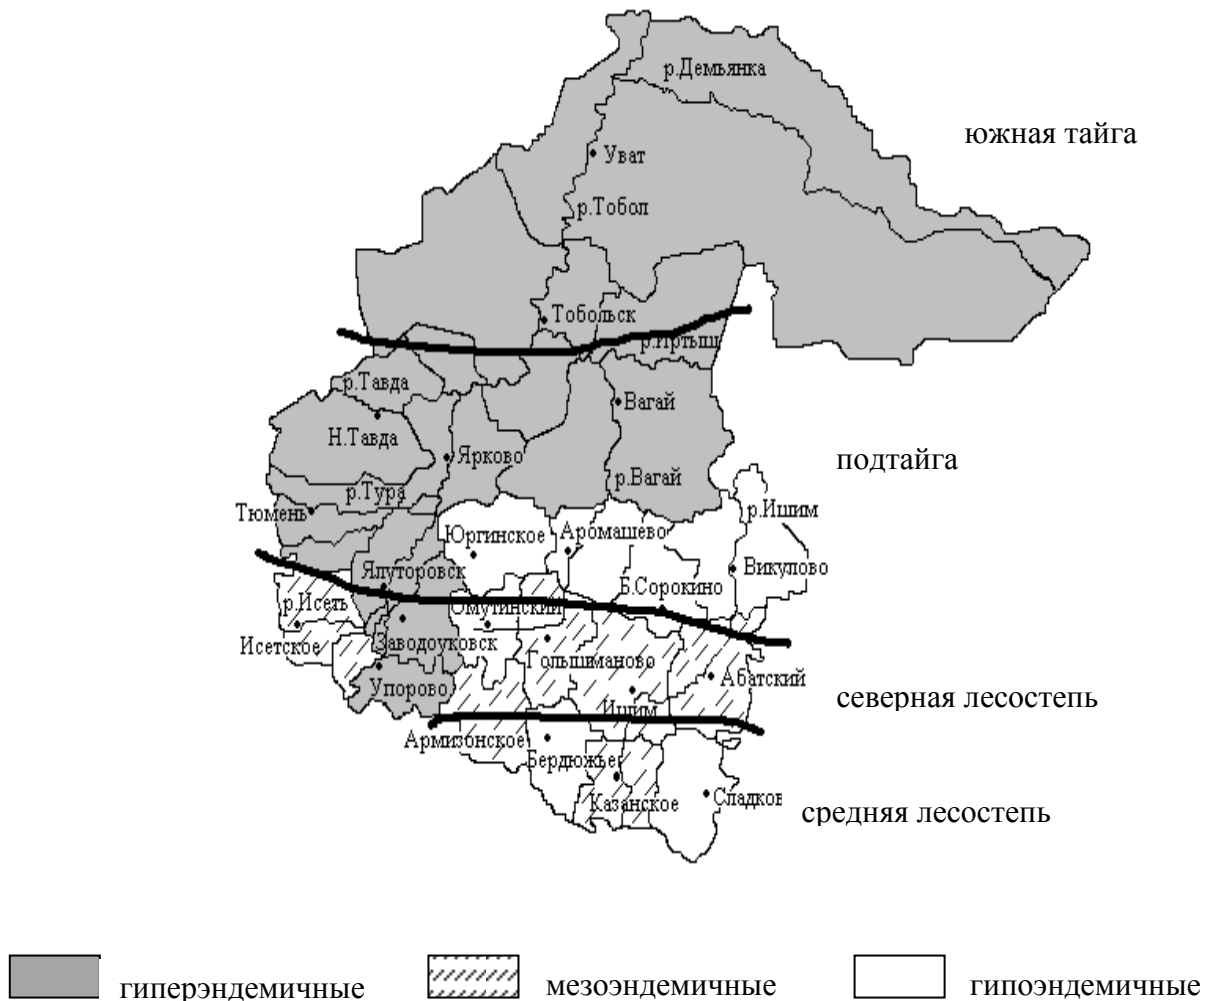 р.Демьянка
южная тайга
Уват
р.Тобол
Тобольск
р.Иртыш
р.Тавда
Вагай
Н.Тавда
Ярково
подтайга
р.Вагай
р.Тура
Тюмень
р.Ишим
Юргинское
Аромашево
Викулово
Ялуторовск
Б.Сорокино
р.Исеть
Омутинский
Исетское
Заводоуковск
Голышманово
Абатский
Упорово
северная лесостепь
Ишим
Армизонское
Бердюжье
Казанское
Сладков
средняя лесостепь
гиперэндемичные
мезоэндемичные
гипоэндемичные